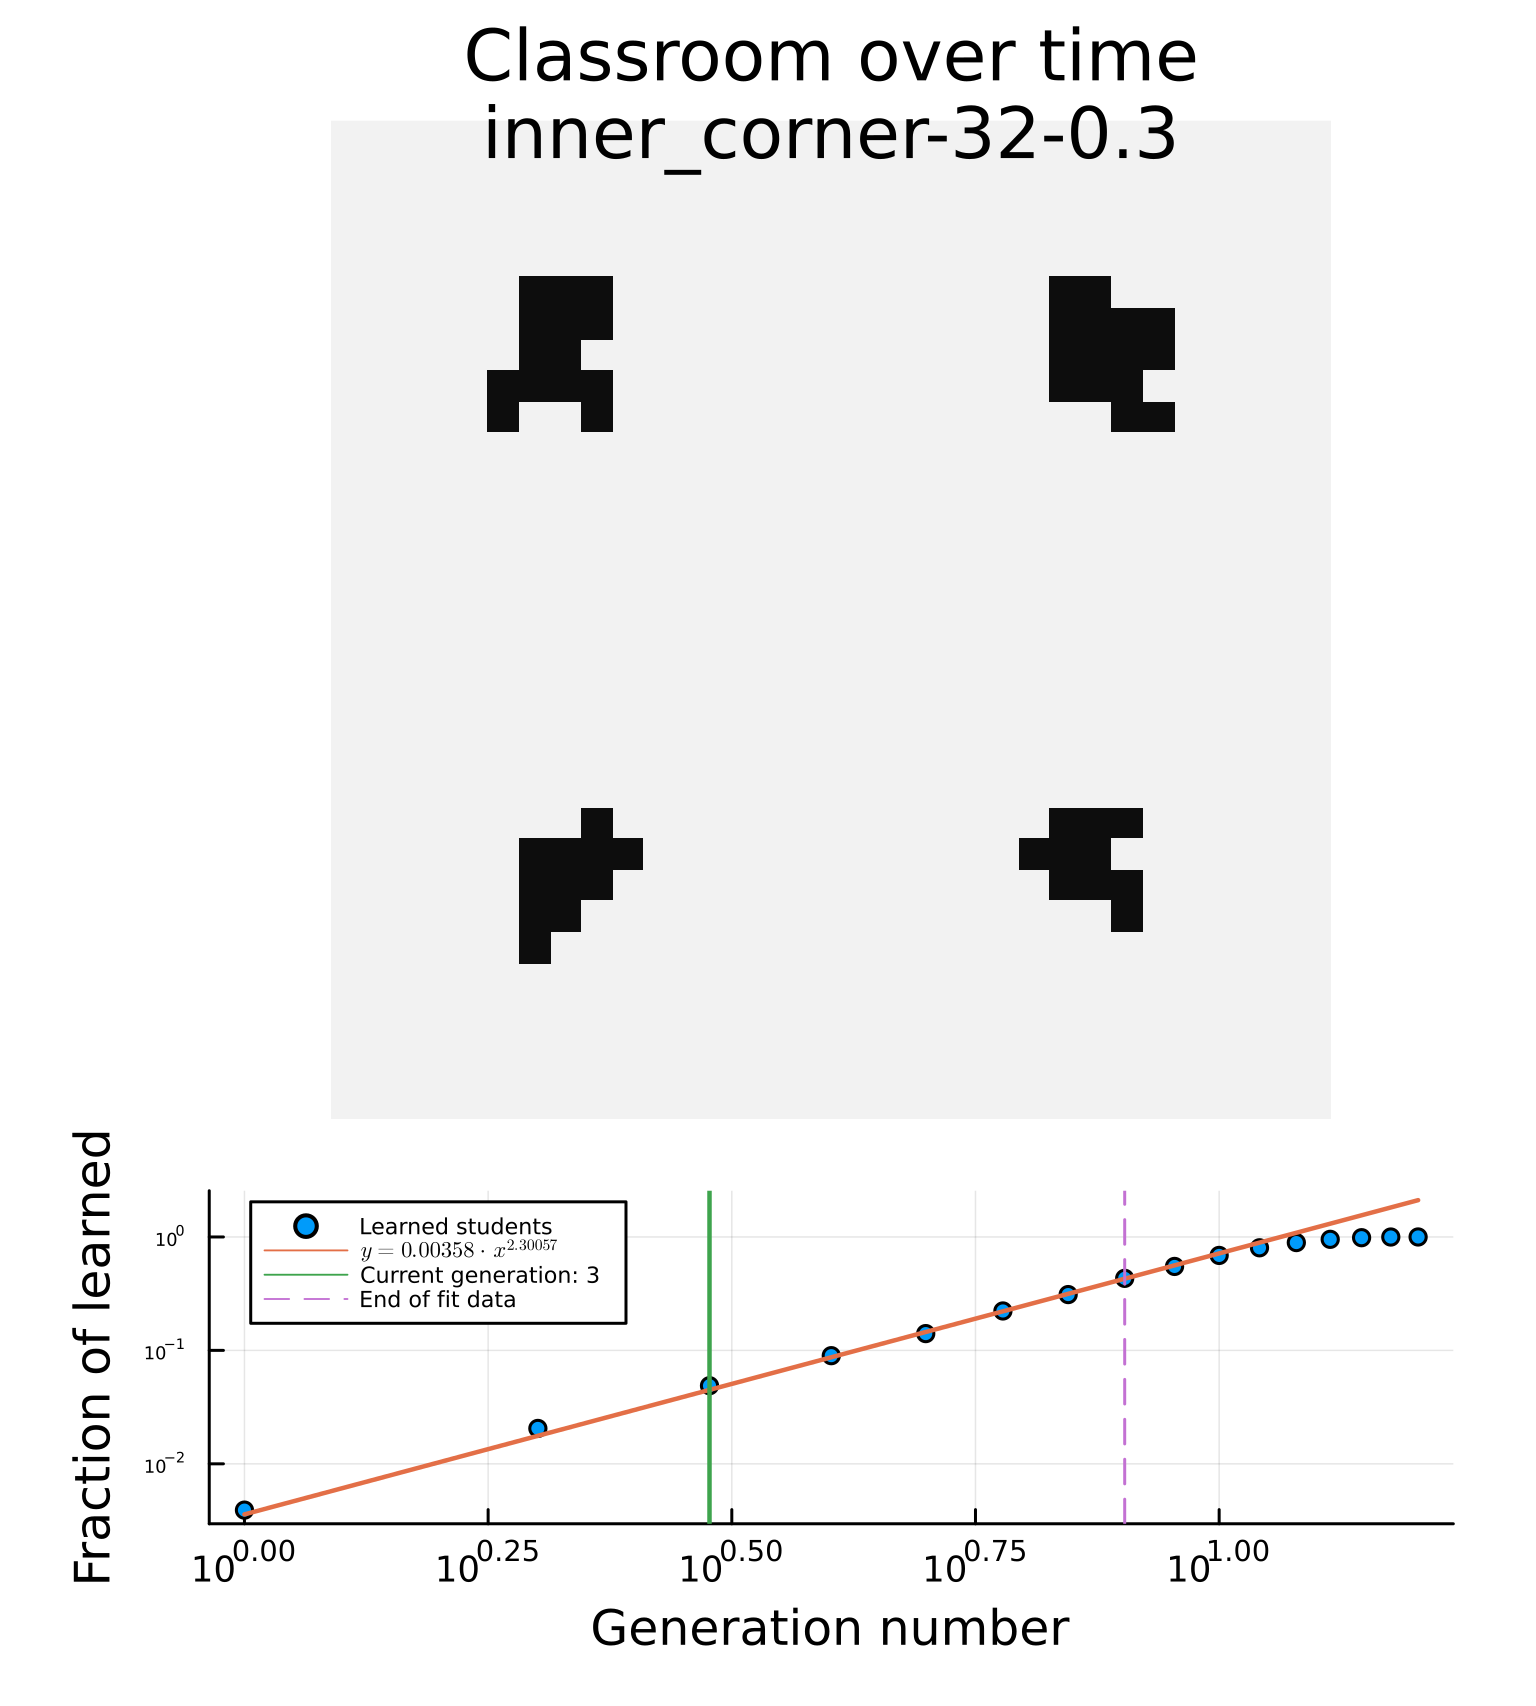 Classroom over time
inner_corner-32-0.3
Fraction of learned
10^0
10^−1
10^−2
Learned students
y = 0.00358 · x^2.30057
Current generation: 3
End of fit data
10^0.00 10^0.25 10^0.50 10^0.75 10^1.00
Generation number